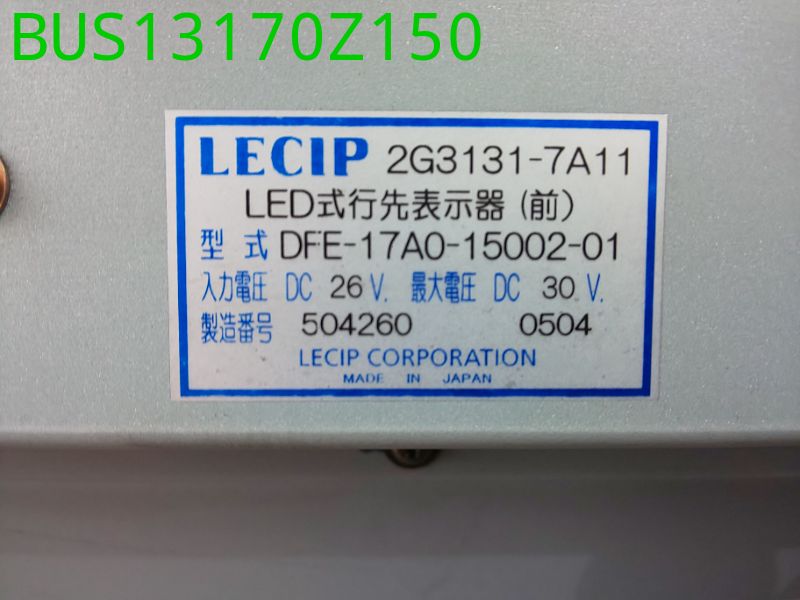 BUS13170Z150
LECIP 2G3131-7A11
LED式行先表示器 (前)
型 式 DFE-17A0-15002-01
入力電圧 DC 26 V. 最大電圧 DC 30 V.
製造番号 504260 0504
LECIP CORPORATION
MADE IN JAPAN